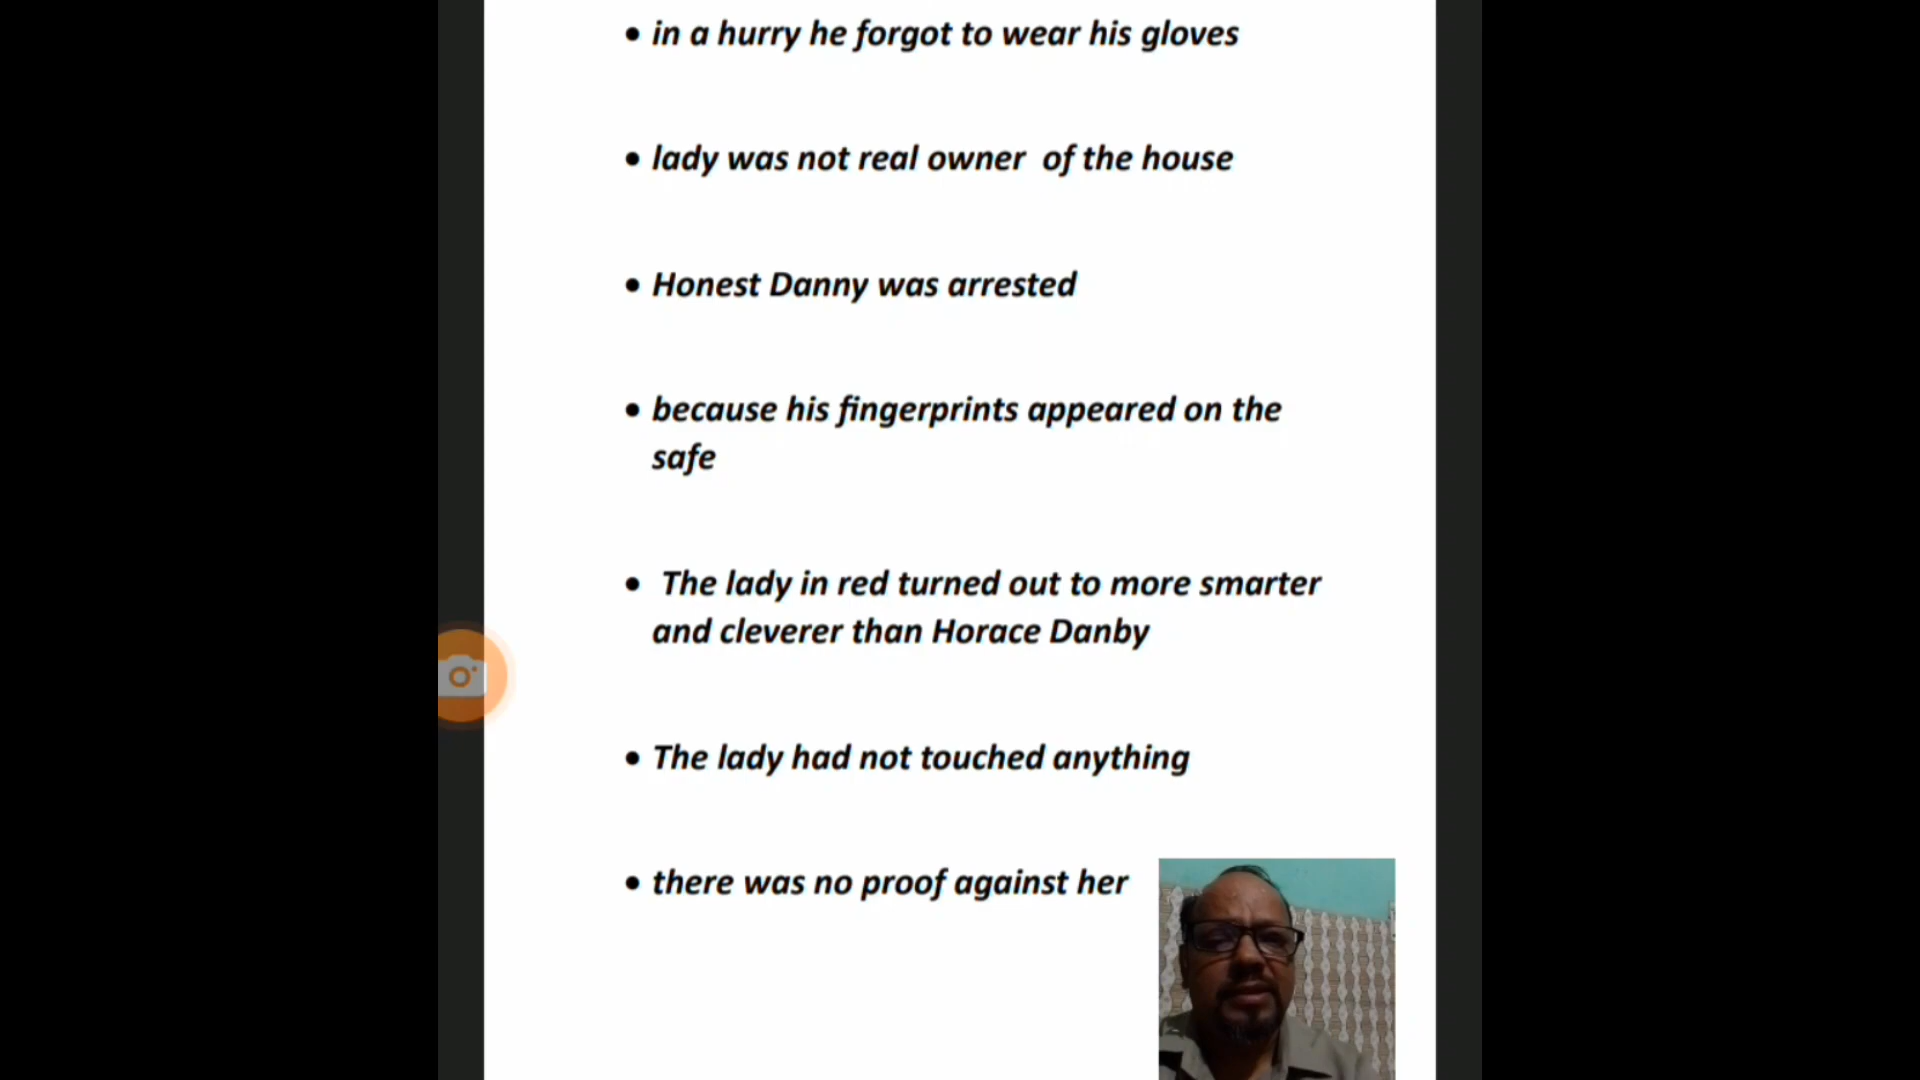 • in a hurry he forgot to wear his gloves
• lady was not real owner of the house
• Honest Danny was arrested
• because his fingerprints appeared on the
safe
• The lady in red turned out to more smarter
and cleverer than Horace Danby
• The lady had not touched anything
• there was no proof against her